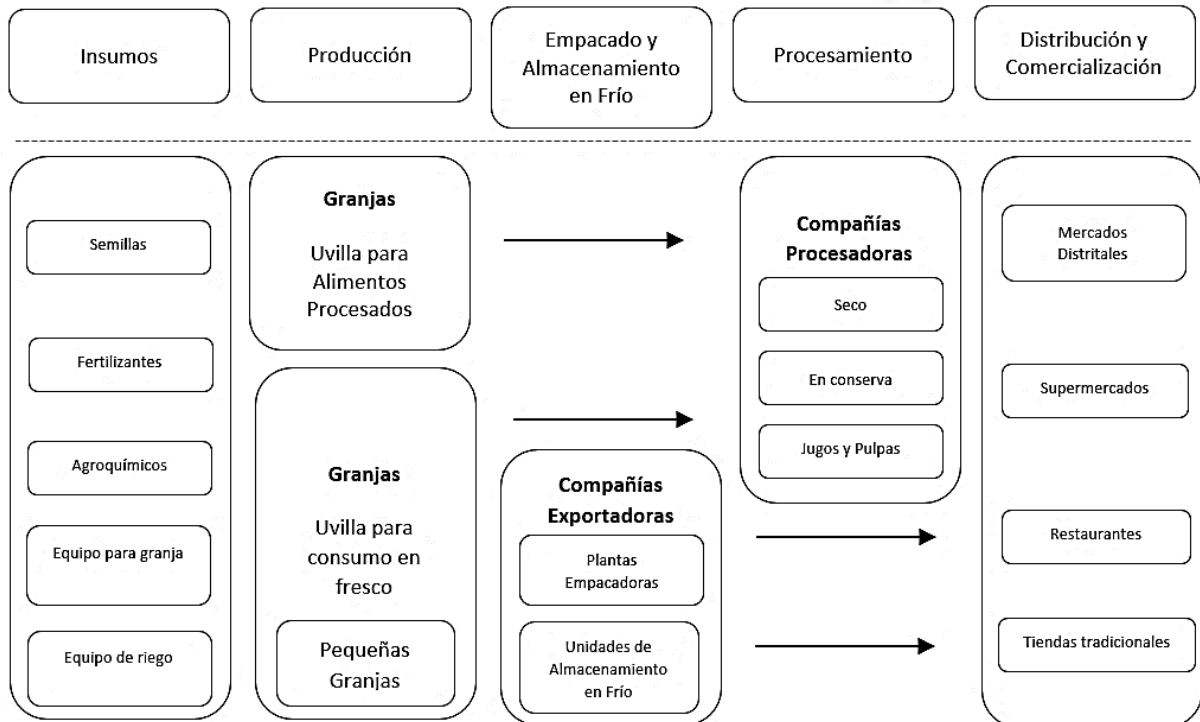 Insumos
Producción
Empacado y
Almacenamiento
en Frío
Procesamiento
Distribución y
Comercialización
Semillas
Fertilizantes
Agroquímicos
Equipo para granja
Equipo de riego
Granjas
Uvilla para
Alimentos
Procesados
Granjas
Uvilla para
consumo en
fresco
Pequeñas
Granjas
Compañías
Exportadoras
Plantas
Empacadoras
Unidades de
Almacenamiento
en Frío
Compañías
Procesadoras
Seco
En conserva
Jugos y Pulpas
Mercados
Distritales
Supermercados
Restaurantes
Tiendas tradicionales